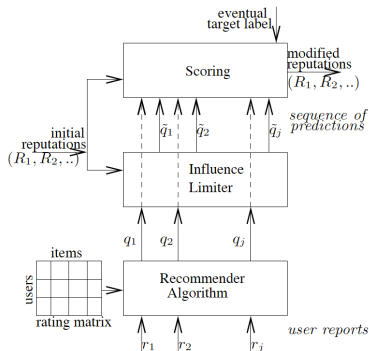 eventual
target label
modified
reputations
(R₁, R₂, ..)
Scoring
sequence of
predictions
q̃₁ q̃₂ q̃ⱼ
initial
reputations
(R₁, R₂, ..)
Influence
Limiter
q₁ q₂ qⱼ
items
users
rating matrix
Recommender
Algorithm
user reports
r₁ r₂ rⱼ